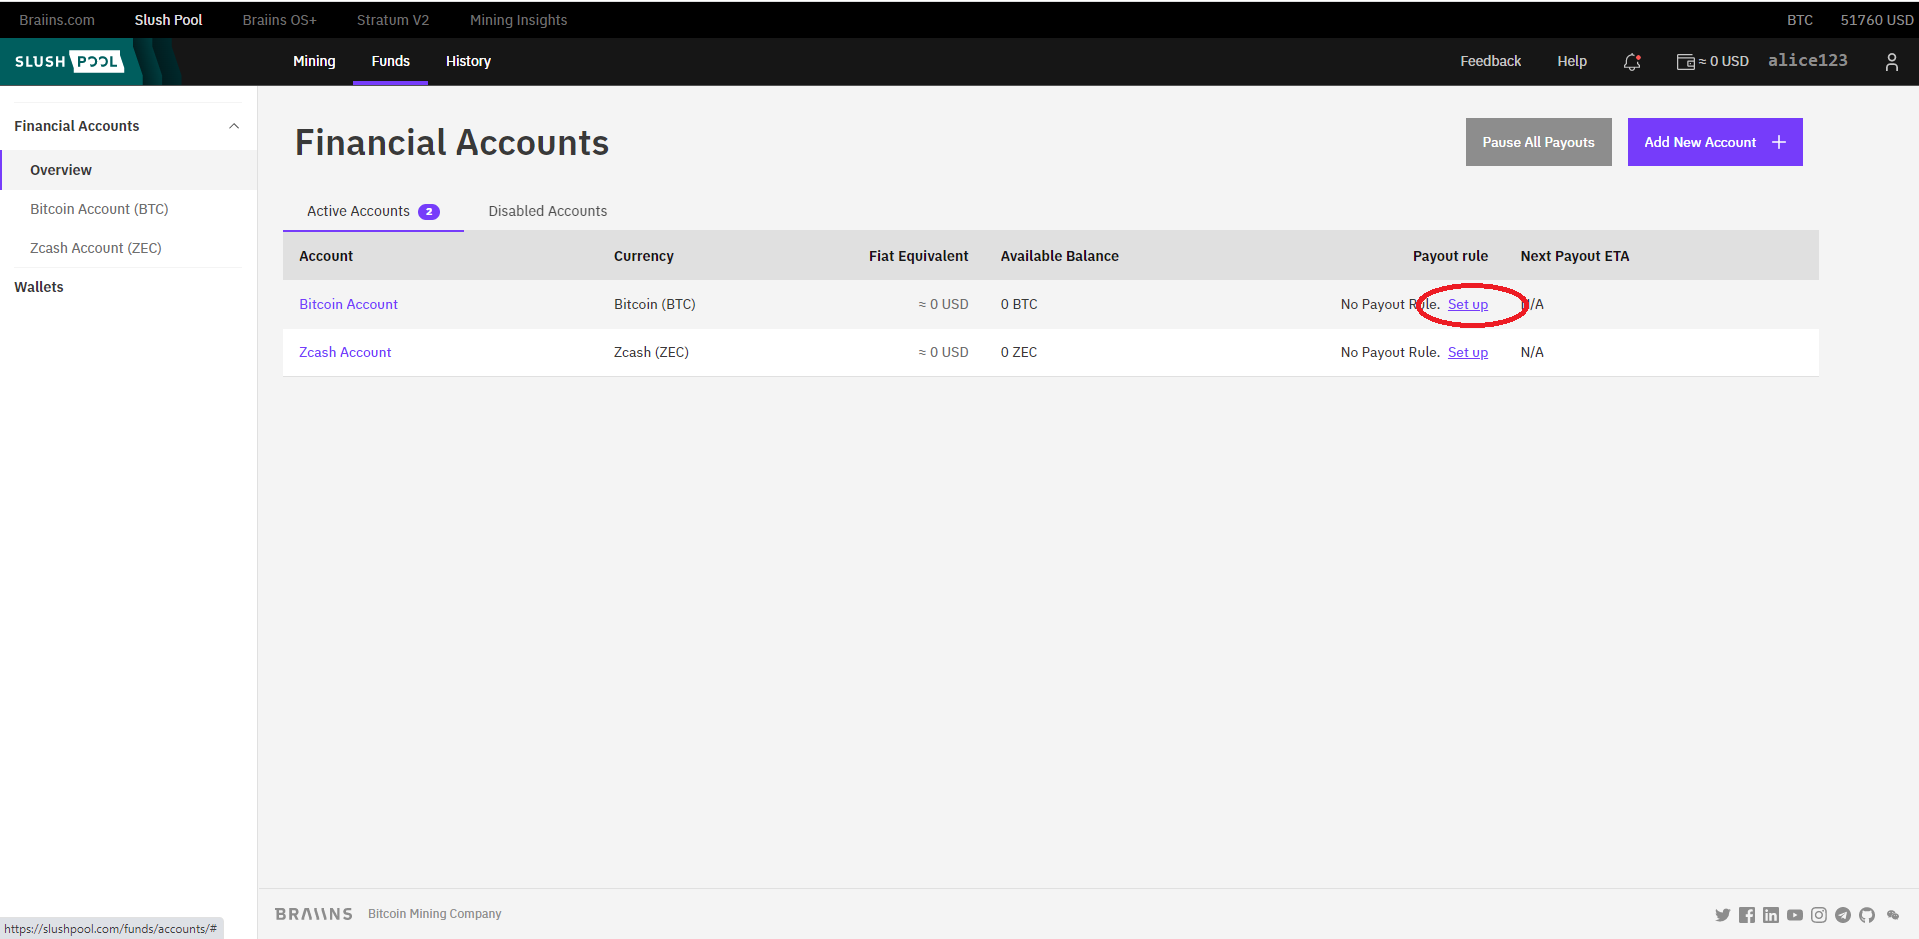 Braiins.com Slush Pool Braiins OS+ Stratum V2 Mining Insights BTC 51760 USD
SLUSH POOL Mining Funds History Feedback Help ≈ 0 USD alice123
Financial Accounts
Overview
Bitcoin Account (BTC)
Zcash Account (ZEC)
Wallets
Financial Accounts
Pause All Payouts Add New Account +
Active Accounts 2 Disabled Accounts
Account Currency Fiat Equivalent Available Balance Payout rule Next Payout ETA
Bitcoin Account Bitcoin (BTC) ≈ 0 USD 0 BTC No Payout Rule. Set up N/A
Zcash Account Zcash (ZEC) ≈ 0 USD 0 ZEC No Payout Rule. Set up N/A
BRAIINS Bitcoin Mining Company
https://slushpool.com/funds/accounts/#